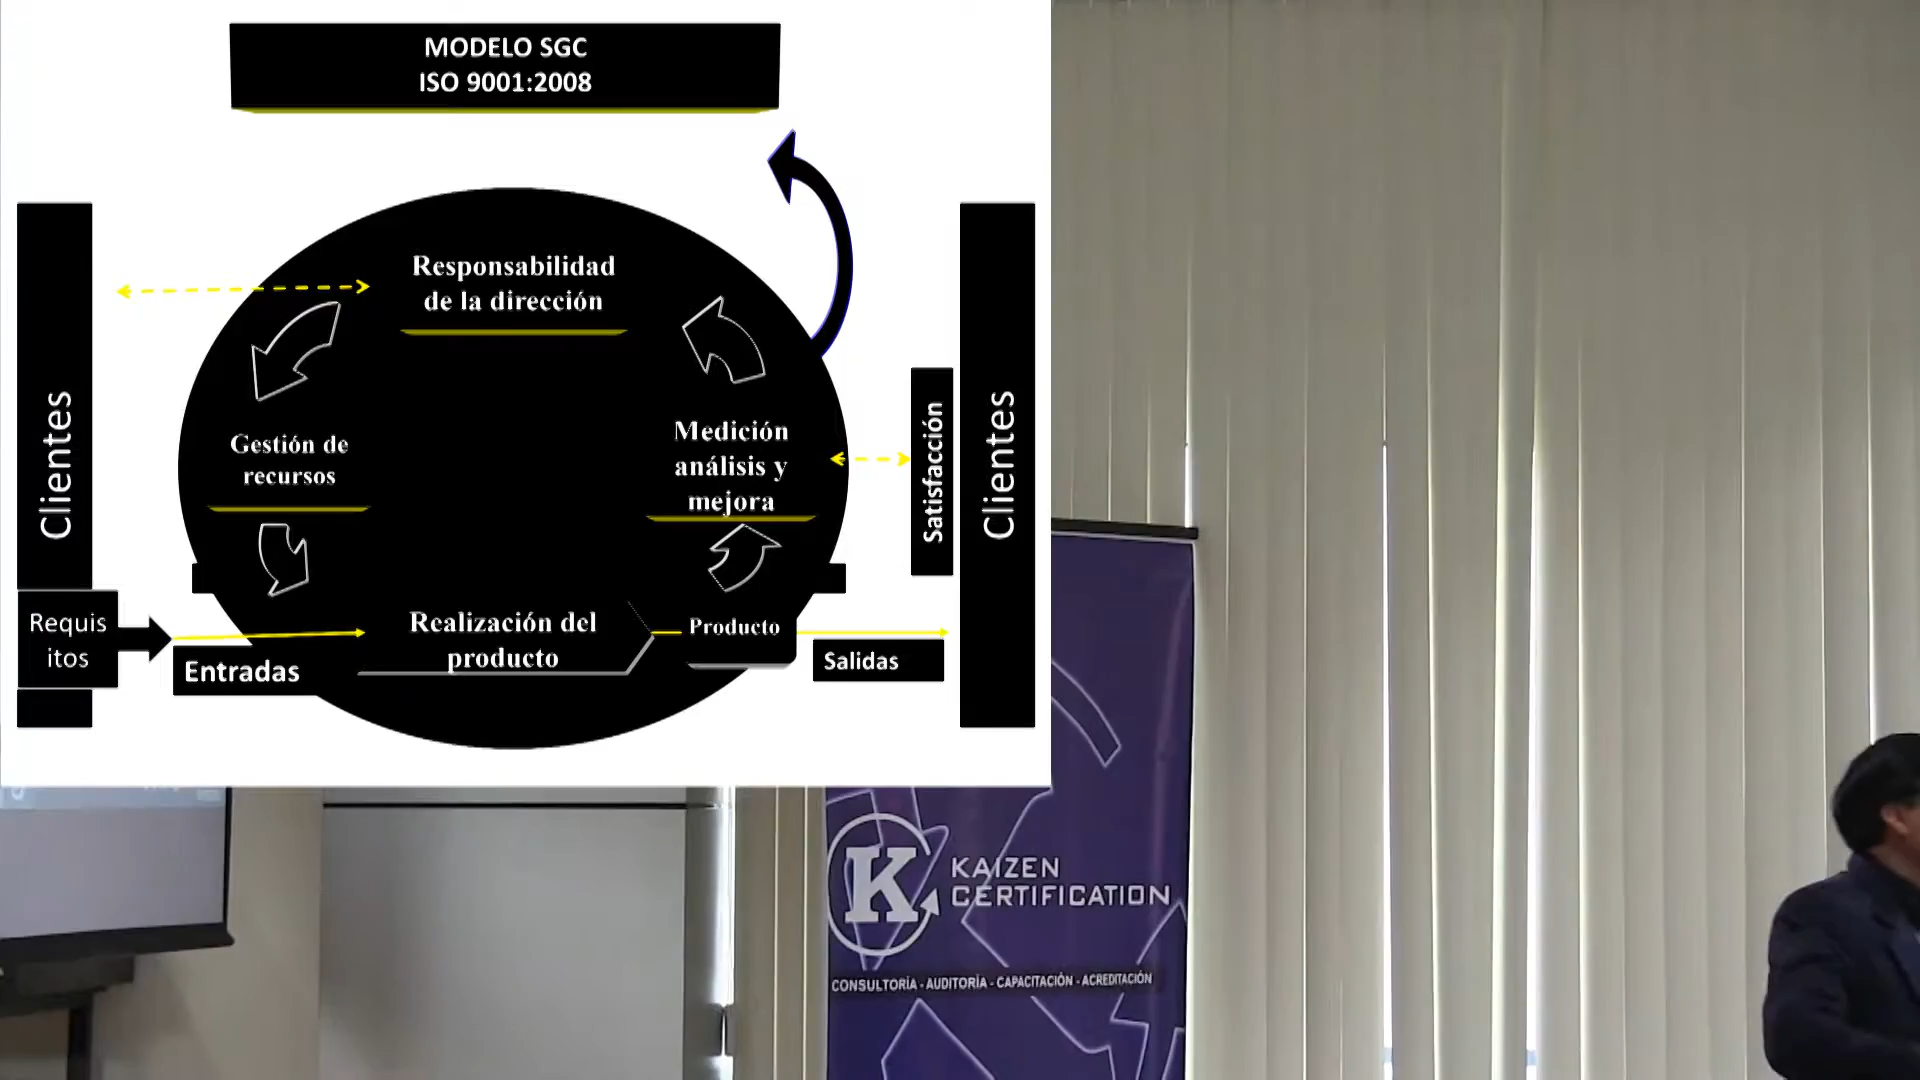 MODELO SGC
ISO 9001:2008
Responsabilidad
de la dirección
Clientes
Gestión de
recursos
Medición
análisis y
mejora
Satisfacción
Clientes
Requis
itos
Entradas
Realización del
producto
Producto
Salidas
K
KAIZEN
CERTIFICATION
CONSULTORÍA - AUDITORÍA - CAPACITACIÓN - ACREDITACIÓN